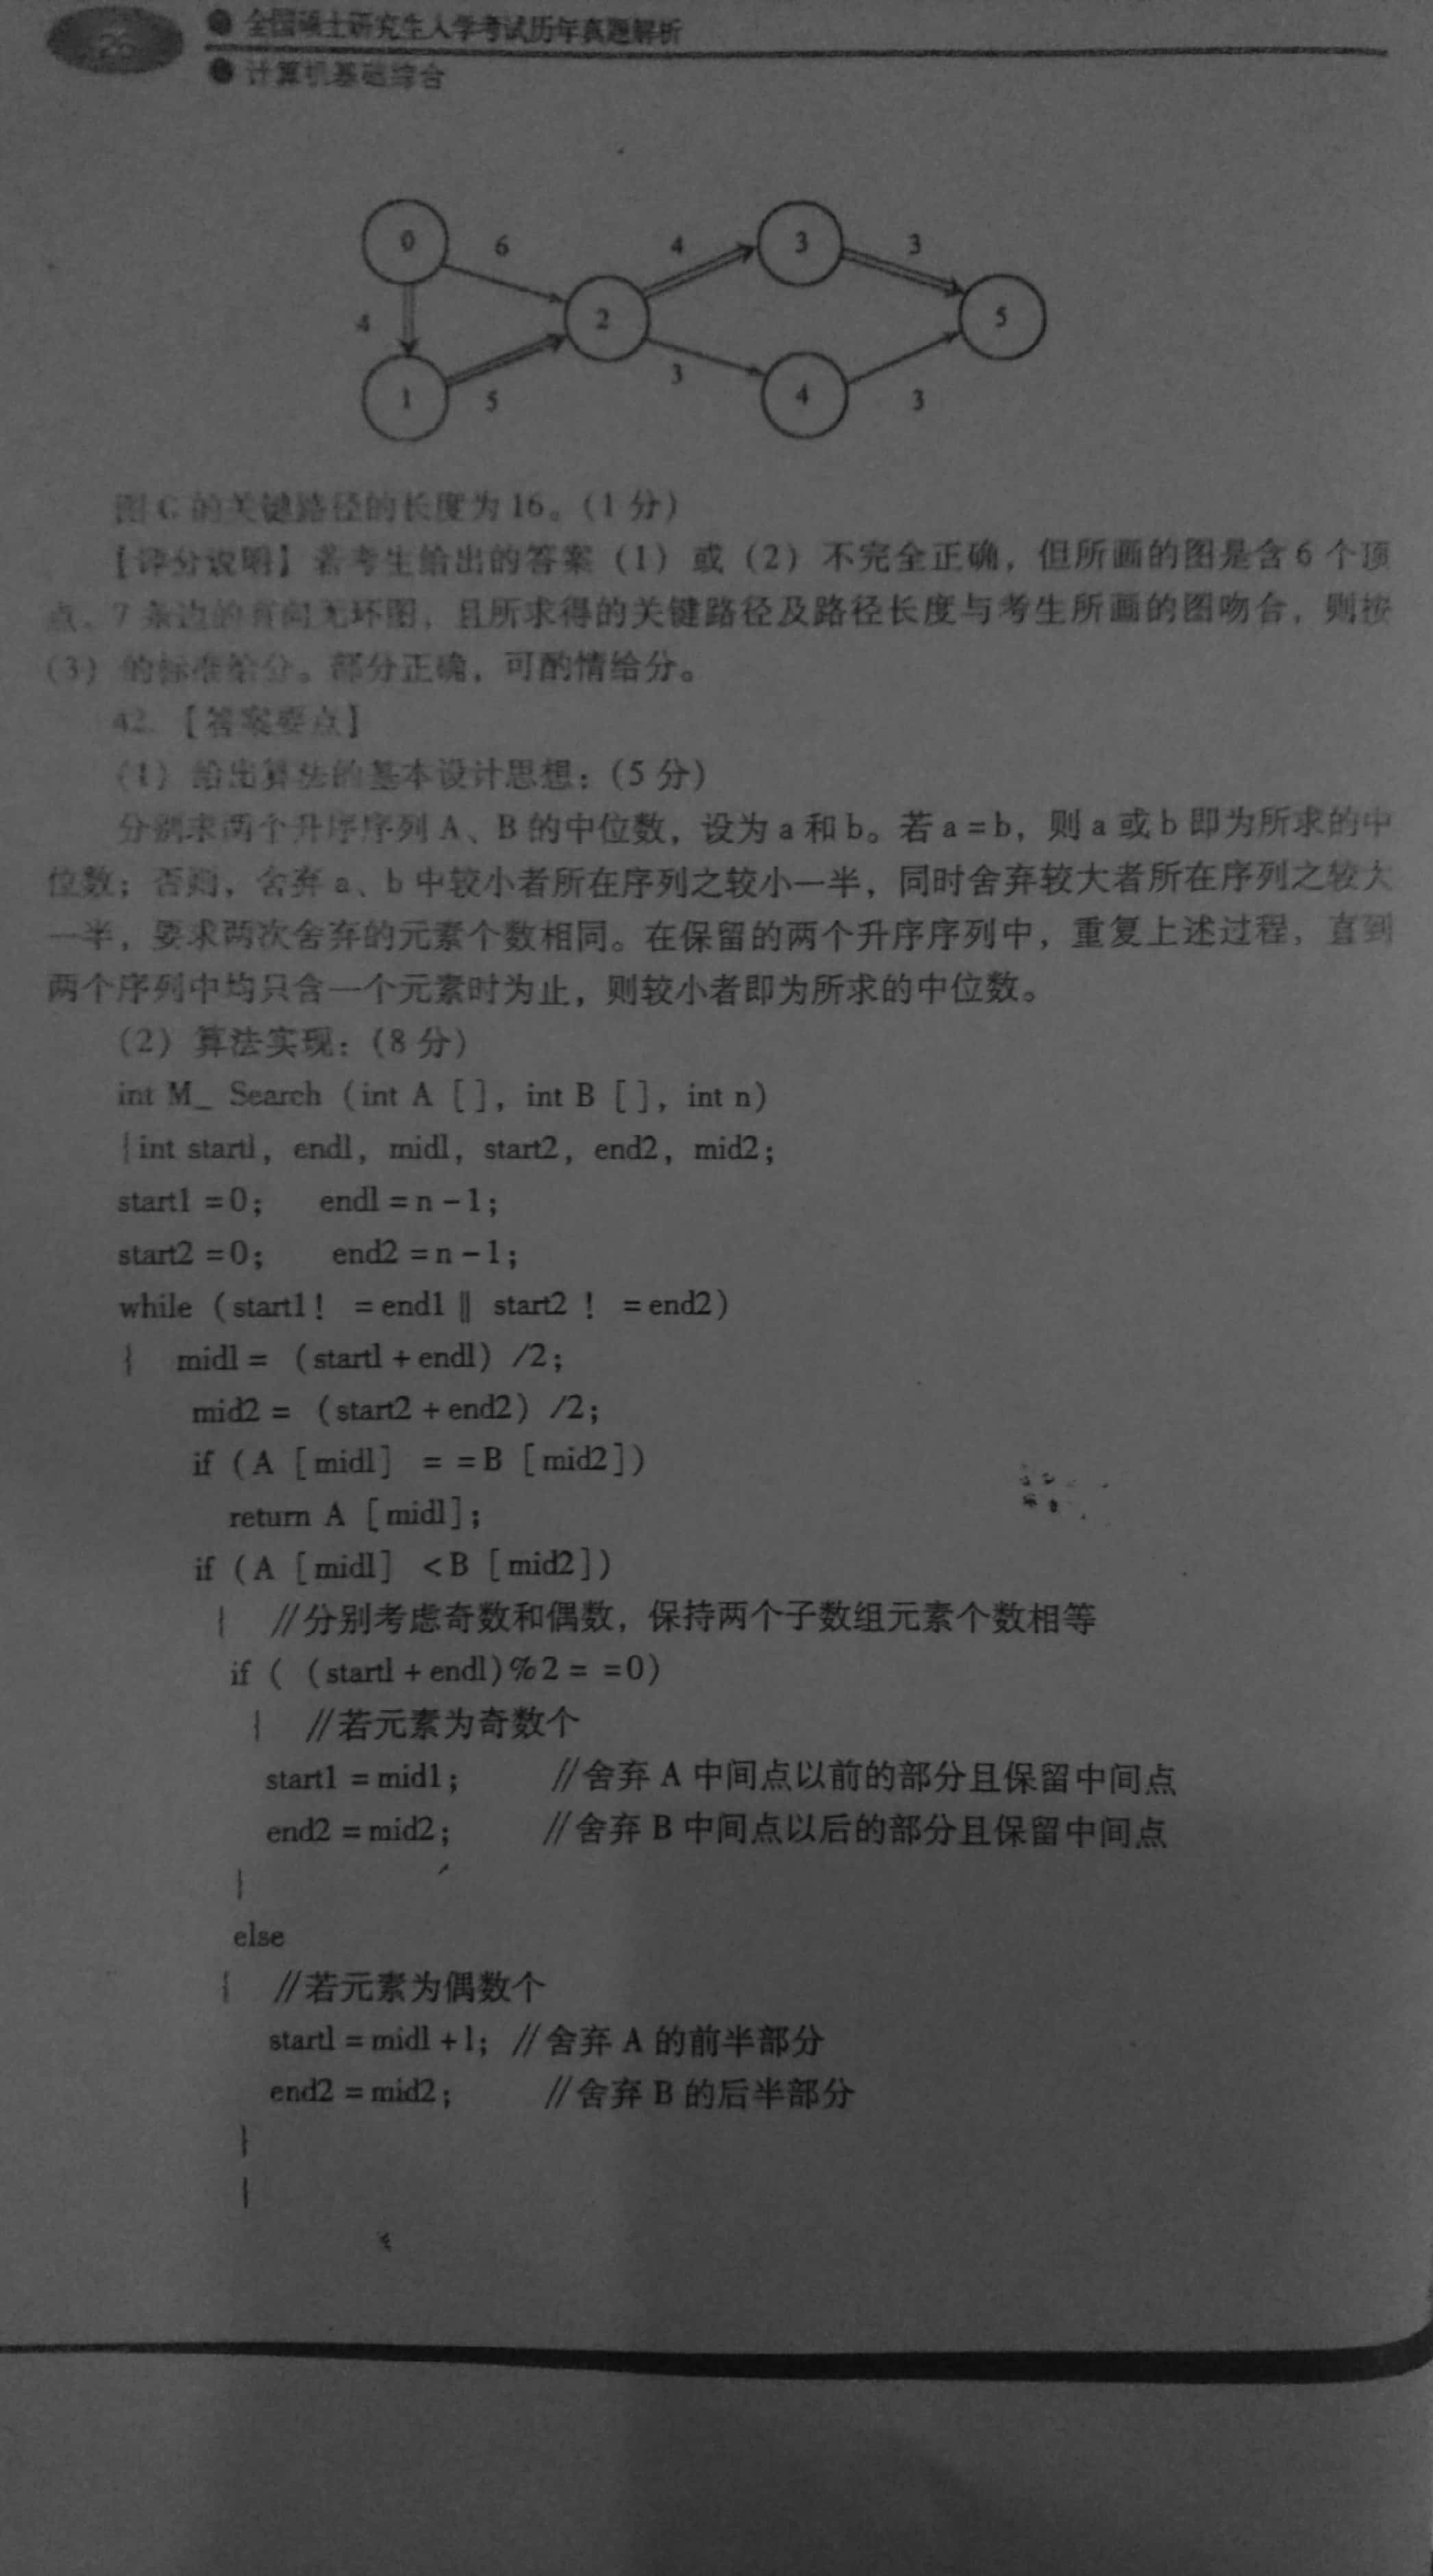 26
全国硕士研究生入学考试历年真题解析
计算机基础综合
0
6
4
3
3
4
2
5
1
5
3
4
3
图 G 的关键路径的长度为 16。(1 分)
【评分说明】若考生给出的答案 (1) 或 (2) 不完全正确，但所画的图是含 6 个顶
点、7 条边的有向无环图，且所求得的关键路径及路径长度与考生所画的图吻合，则按
(3) 的标准给分。部分正确，可酌情给分。
42. 【答案要点】
(1) 给出算法的基本设计思想：(5 分)
分别求两个升序序列 A、B 的中位数，设为 a 和 b。若 a = b，则 a 或 b 即为所求的中
位数；否则，舍弃 a、b 中较小者所在序列之较小一半，同时舍弃较大者所在序列之较大
一半，要求两次舍弃的元素个数相同。在保留的两个升序序列中，重复上述过程，直到
两个序列中均只含一个元素时为止，则较小者即为所求的中位数。
(2) 算法实现：(8 分)
int M_ Search (int A [ ], int B [ ], int n)
{int start1, end1, mid1, start2, end2, mid2;
start1 =0; end1 = n - 1;
start2 =0; end2 = n - 1;
while (start1! = end1 ‖ start2 ! = end2)
{ mid1 = (start1 + end1) /2;
mid2 = (start2 + end2) /2;
if (A [mid1] = = B [mid2])
return A [mid1];
if (A [mid1] < B [mid2])
{ //分别考虑奇数和偶数，保持两个子数组元素个数相等
if ( (start1 + end1)%2 = =0)
{ //若元素为奇数个
start1 = mid1; //舍弃 A 中间点以前的部分且保留中间点
end2 = mid2; //舍弃 B 中间点以后的部分且保留中间点
}
else
{ //若元素为偶数个
start1 = mid1 + 1; //舍弃 A 的前半部分
end2 = mid2; //舍弃 B 的后半部分
}
}